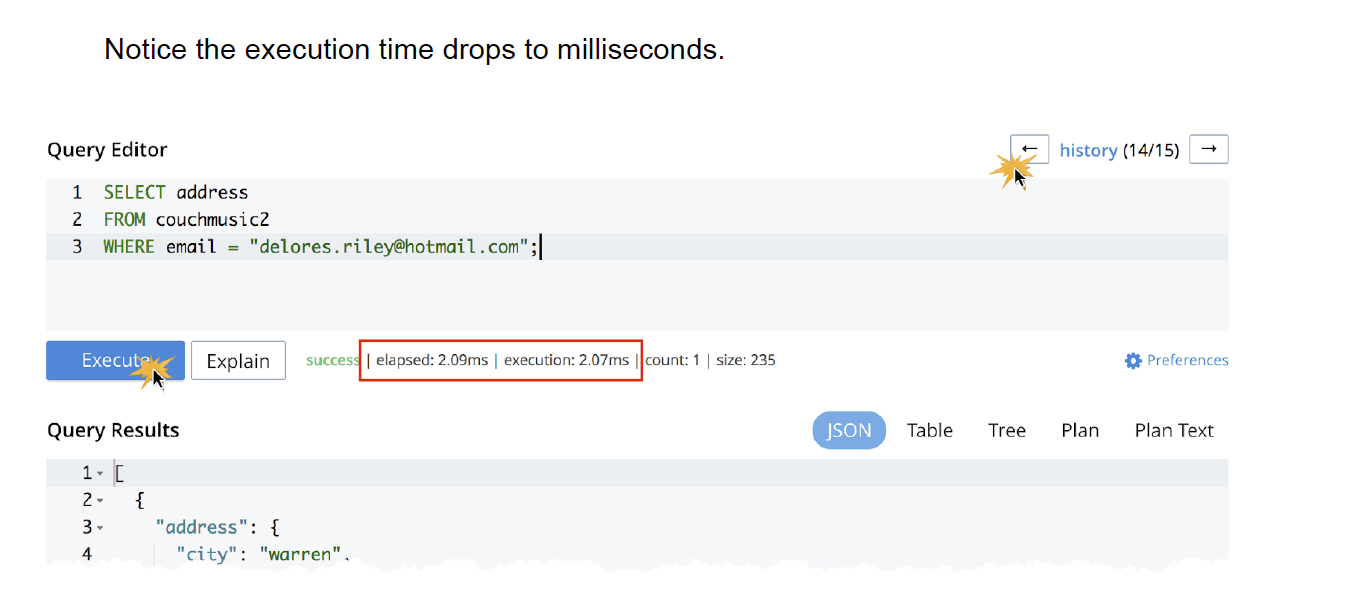 Notice the execution time drops to milliseconds.
Query Editor
← history (14/15) →
1 SELECT address
2 FROM couchmusic2
3 WHERE email = "delores.riley@hotmail.com";
Execute Explain success | elapsed: 2.09ms | execution: 2.07ms | count: 1 | size: 235 Preferences
Query Results JSON Table Tree Plan Plan Text
1 [
2 {
3 "address": {
4 "city": "warren",